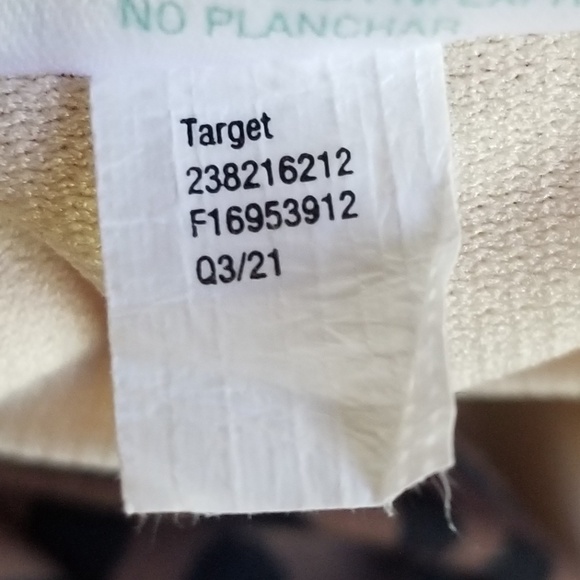 NO PLANCHAR
Target
238216212
F16953912
Q3/21